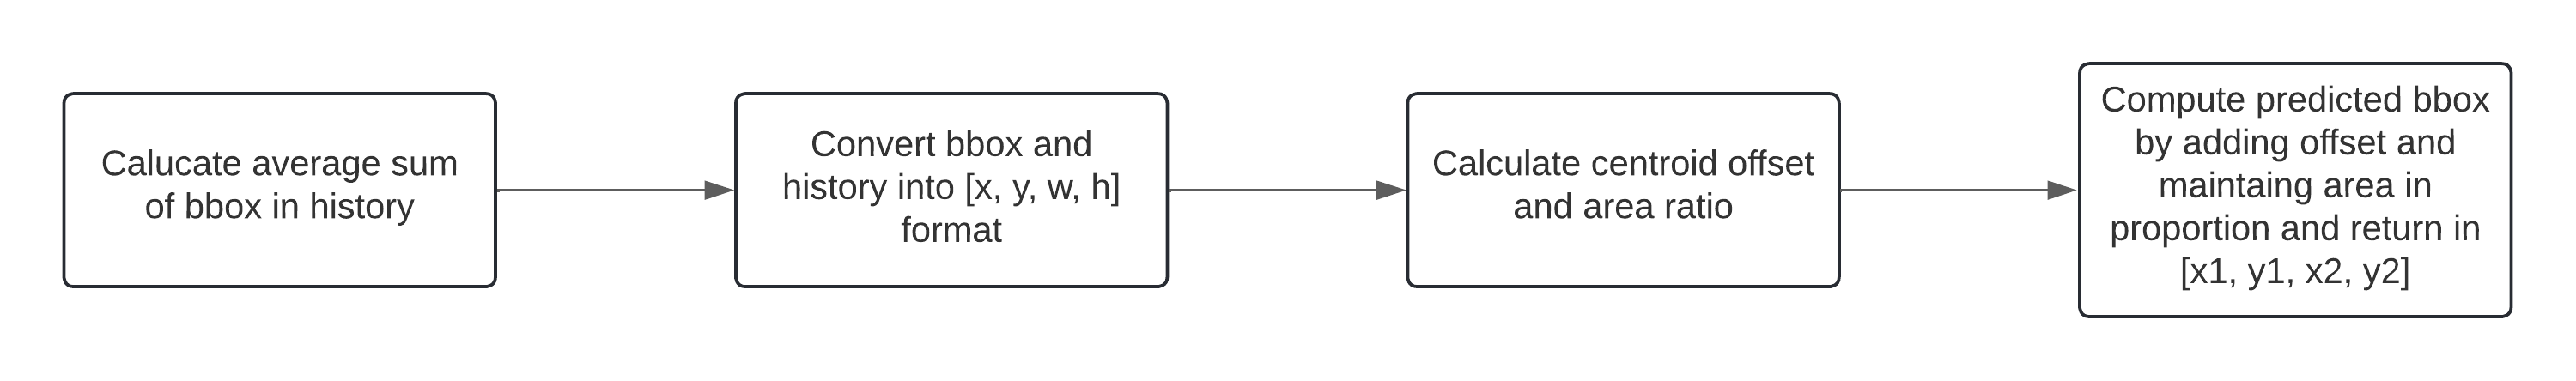 Calucate average sum
of bbox in history
Convert bbox and
history into [x, y, w, h]
format
Calculate centroid offset
and area ratio
Compute predicted bbox
by adding offset and
maintaing area in
proportion and return in
[x1, y1, x2, y2]